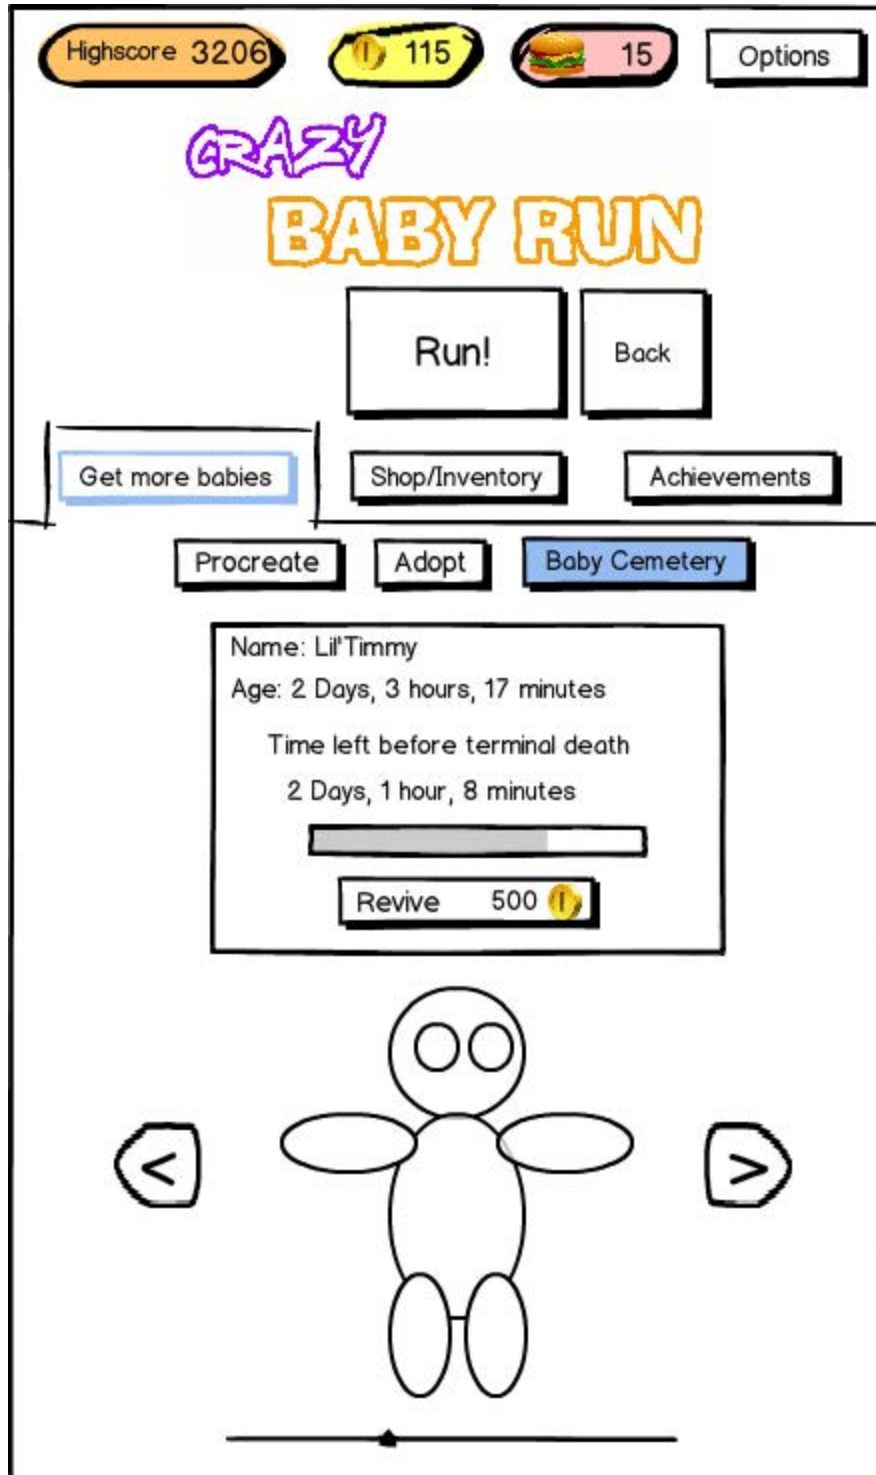 Highscore 3206 115 15 Options
CRAZY
BABY RUN
Run! Back
Get more babies Shop/Inventory Achievements
Procreate Adopt Baby Cemetery
Name: Lil'Timmy
Age: 2 Days, 3 hours, 17 minutes
Time left before terminal death
2 Days, 1 hour, 8 minutes
Revive 500
< >